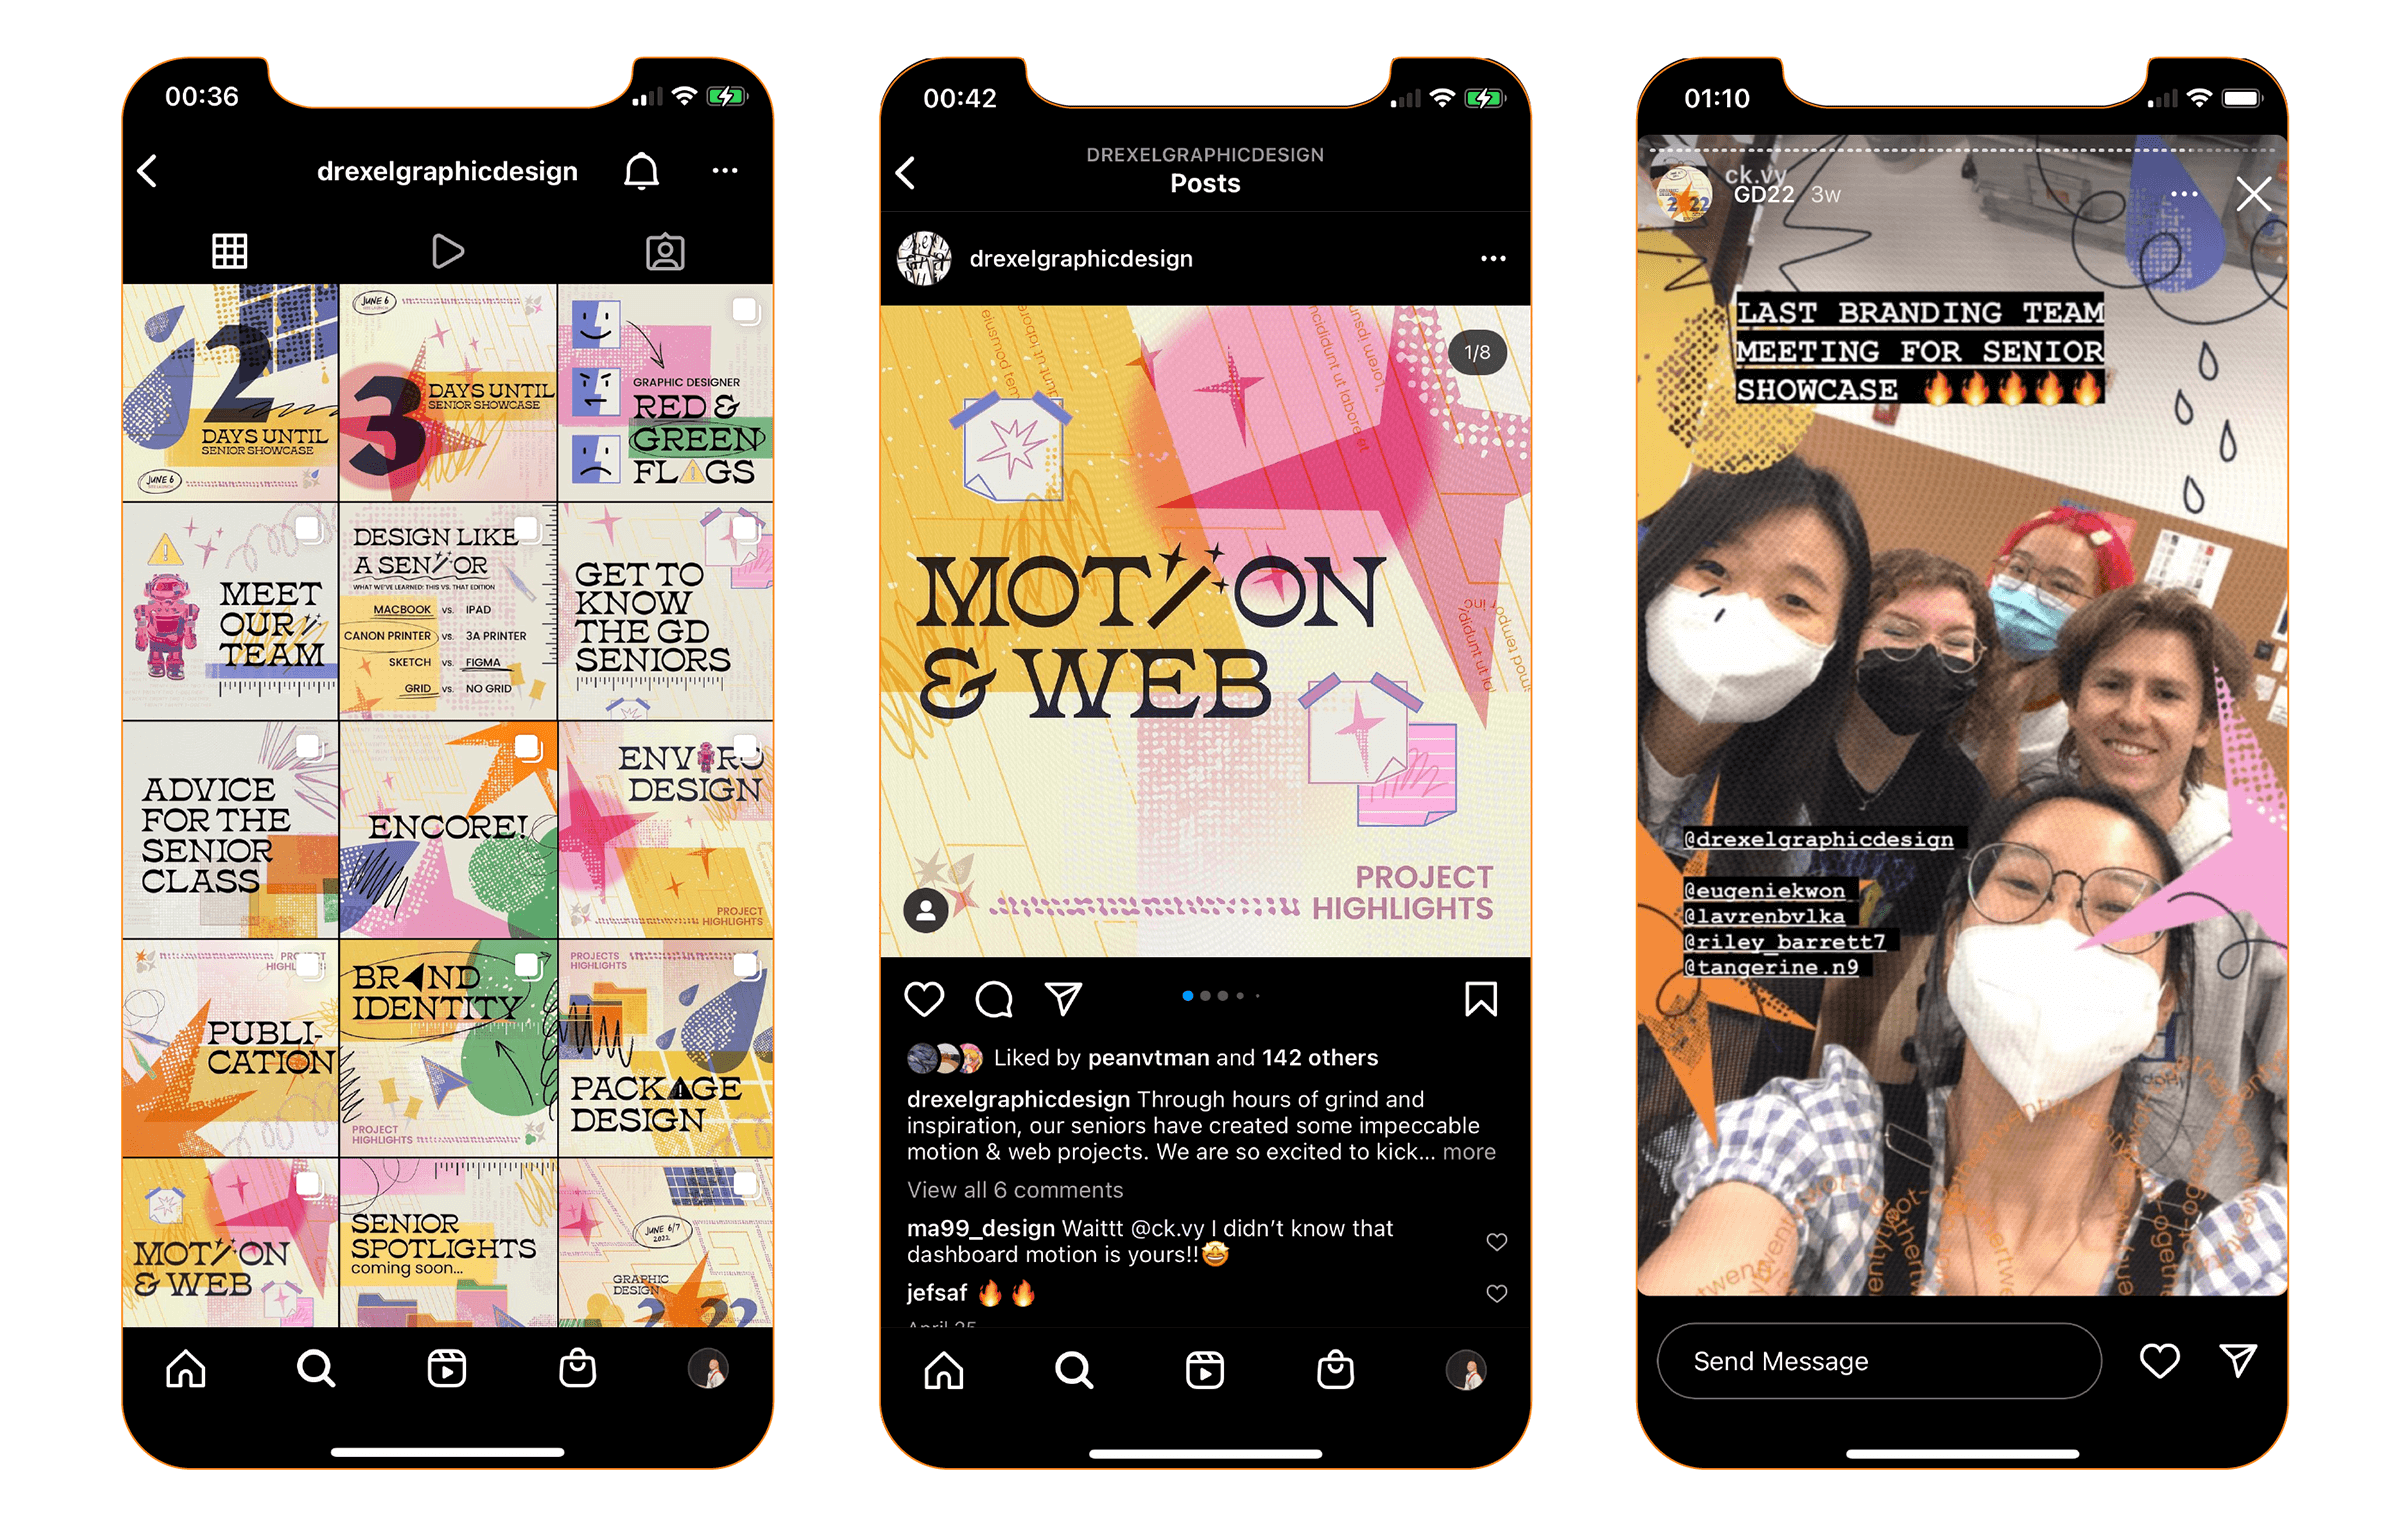 00:36
drexelgraphicdesign
2
DAYS UNTIL
SENIOR SHOWCASE
JUNE 6
JUNE 6
3
DAYS UNTIL
SENIOR SHOWCASE
GRAPHIC DESIGNER
RED &
GREEN
FLAGS
MEET
OUR
TEAM
DESIGN LIKE
A SENIOR
WHAT WE'VE LEARNED: THIS VS. THAT EDITION
MACBOOK VS. IPAD
CANON PRINTER VS. 3A PRINTER
SKETCH VS. FIGMA
GRID VS. NO GRID
GET TO
KNOW
THE GD
SENIORS
ADVICE
FOR THE
SENIOR
CLASS
ENCORE!
ENVIRO
DESIGN
PROJECT
HIGHLIGHTS
PUBLI-
CATION
BRAND
IDENTITY
PROJECT
HIGHLIGHTS
PROJECTS
HIGHLIGHTS
PACKAGE
DESIGN
MOTION
& WEB
SENIOR
SPOTLIGHTS
coming soon...
JUNE 6/7
2022
GRAPHIC
DESIGN
2022
00:42
DREXELGRAPHICDESIGN
Posts
drexelgraphicdesign
1/8
MOTION
& WEB
PROJECT
HIGHLIGHTS
Liked by peanvtman and 142 others
drexelgraphicdesign Through hours of grind and
inspiration, our seniors have created some impeccable
motion & web projects. We are so excited to kick... more
View all 6 comments
ma99_design Waittt @ck.vy I didn't know that
dashboard motion is yours!!🤩
jefsaf 🔥 🔥
April 25
01:10
ck.vy
GD22 3w
LAST BRANDING TEAM
MEETING FOR SENIOR
SHOWCASE 🔥🔥🔥🔥🔥
@drexelgraphicdesign
@eugeniekwon
@lavrenbvlka
@riley_barrett7
@tangerine.n9
Send Message